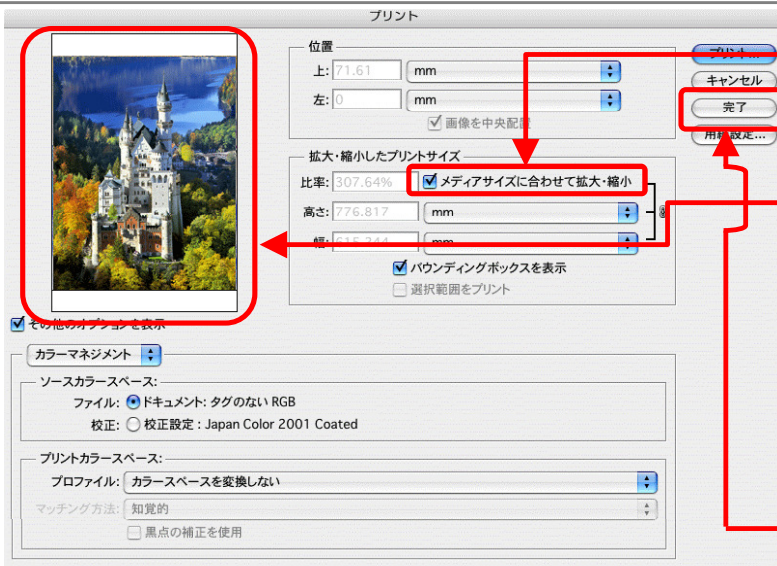 プリント
位置
上: 71.61 mm
左: 0 mm
画像を中央配置
プリント...
キャンセル
完了
用紙設定...
拡大・縮小したプリントサイズ
比率: 307.64% メディアサイズに合わせて拡大・縮小
高さ: 776.817 mm
幅: mm
バウンディングボックスを表示
選択範囲をプリント
その他のオプションを表示
カラーマネジメント
ソースカラースペース:
ファイル: ドキュメント: タグのない RGB
校正: 校正設定 : Japan Color 2001 Coated
プリントカラースペース:
プロファイル: カラースペースを変換しない
マッチング方法: 知覚的
黒点の補正を使用